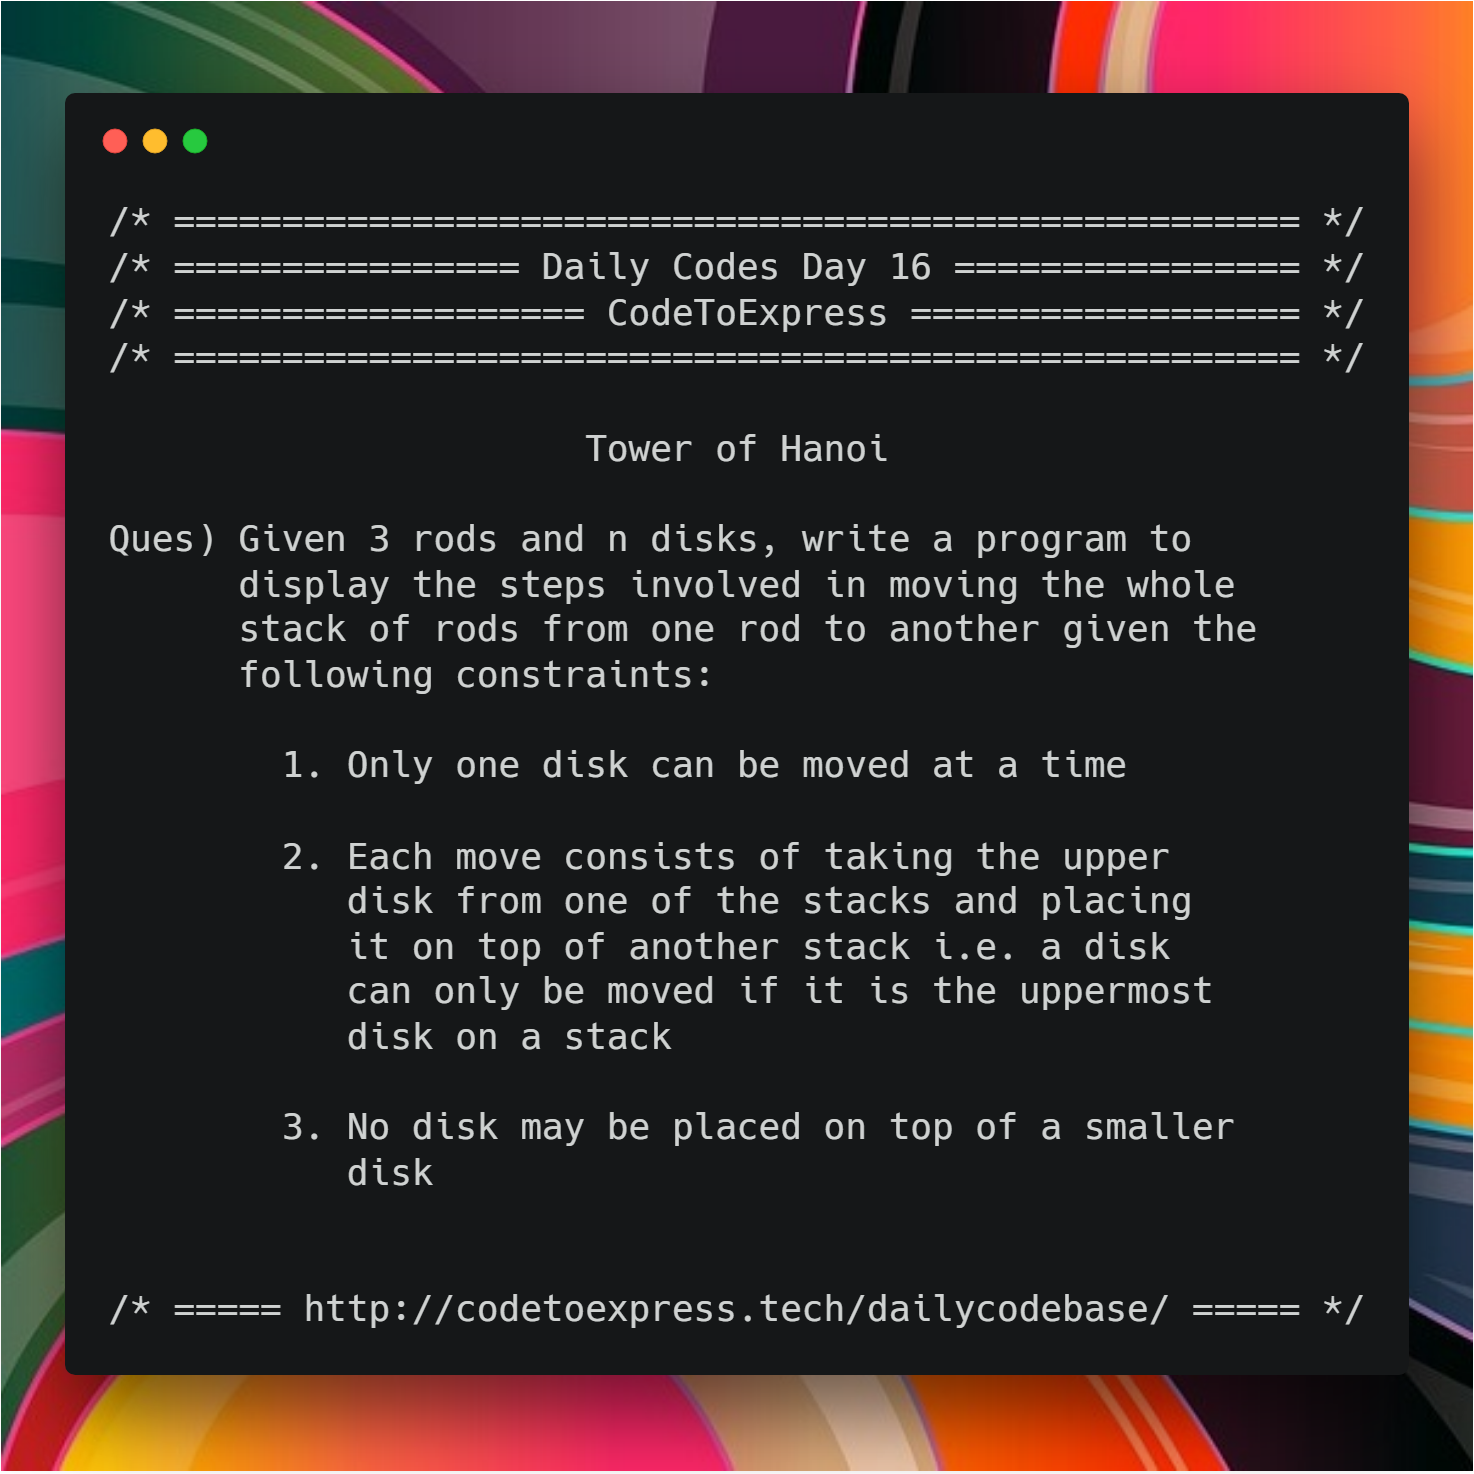 /* ==================================================== */
/* ================ Daily Codes Day 16 ================ */
/* =================== CodeToExpress ================== */
/* ==================================================== */
Tower of Hanoi
Ques) Given 3 rods and n disks, write a program to
display the steps involved in moving the whole
stack of rods from one rod to another given the
following constraints:
1. Only one disk can be moved at a time
2. Each move consists of taking the upper
disk from one of the stacks and placing
it on top of another stack i.e. a disk
can only be moved if it is the uppermost
disk on a stack
3. No disk may be placed on top of a smaller
disk
/* ===== http://codetoexpress.tech/dailycodebase/ ===== */